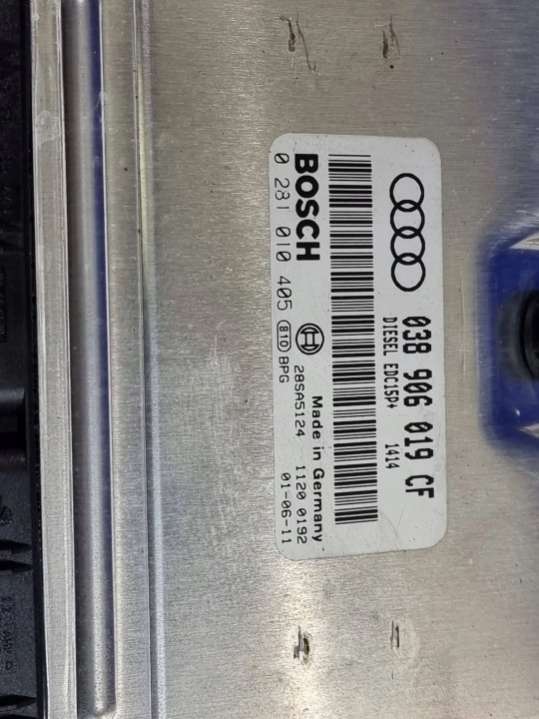 038 906 019 CF
DIESEL EDC15P+ 1414
BOSCH
0 281 010 405
810 BPG
Made in Germany
28SA5124 1120 0192
01-06-11